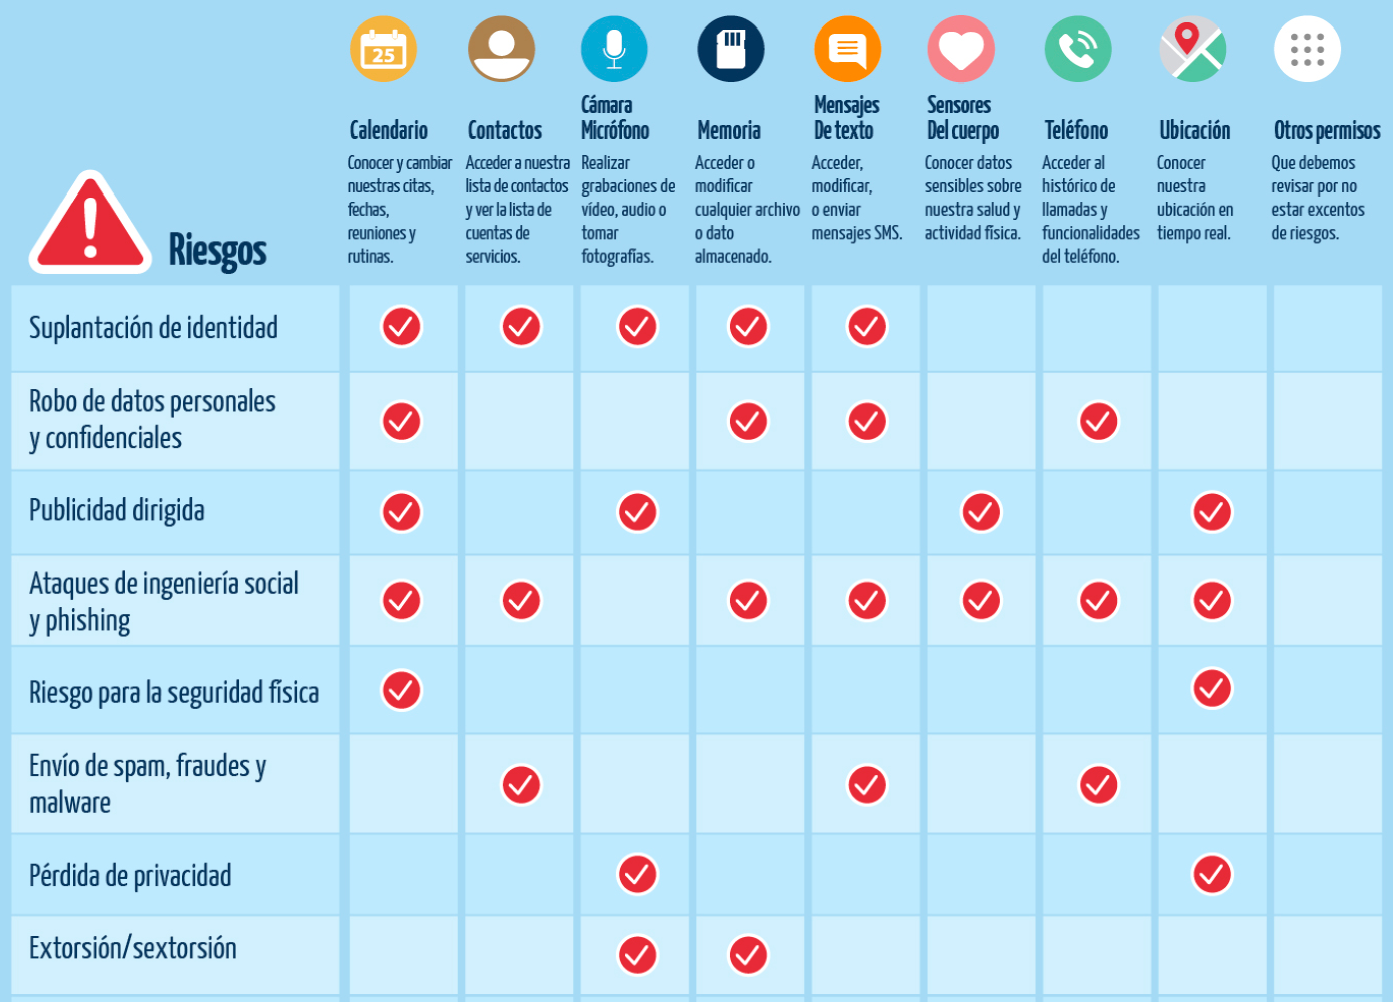 25
Calendario
Conocer y cambiar
nuestras citas,
fechas,
reuniones y
rutinas.
Contactos
Acceder a nuestra
lista de contactos
y ver la lista de
cuentas de
servicios.
Cámara
Micrófono
Realizar
grabaciones de
vídeo, audio o
tomar
fotografías.
Memoria
Acceder o
modificar
cualquier archivo
o dato
almacenado.
Mensajes
De texto
Acceder,
modificar,
o enviar
mensajes SMS.
Sensores
Del cuerpo
Conocer datos
sensibles sobre
nuestra salud y
actividad física.
Teléfono
Acceder al
histórico de
llamadas y
funcionalidades
del teléfono.
Ubicación
Conocer
nuestra
ubicación en
tiempo real.
Otros permisos
Que debemos
revisar por no
estar excentos
de riesgos.
Riesgos
Suplantación de identidad
Robo de datos personales
y confidenciales
Publicidad dirigida
Ataques de ingeniería social
y phishing
Riesgo para la seguridad física
Envío de spam, fraudes y
malware
Pérdida de privacidad
Extorsión/sextorsión